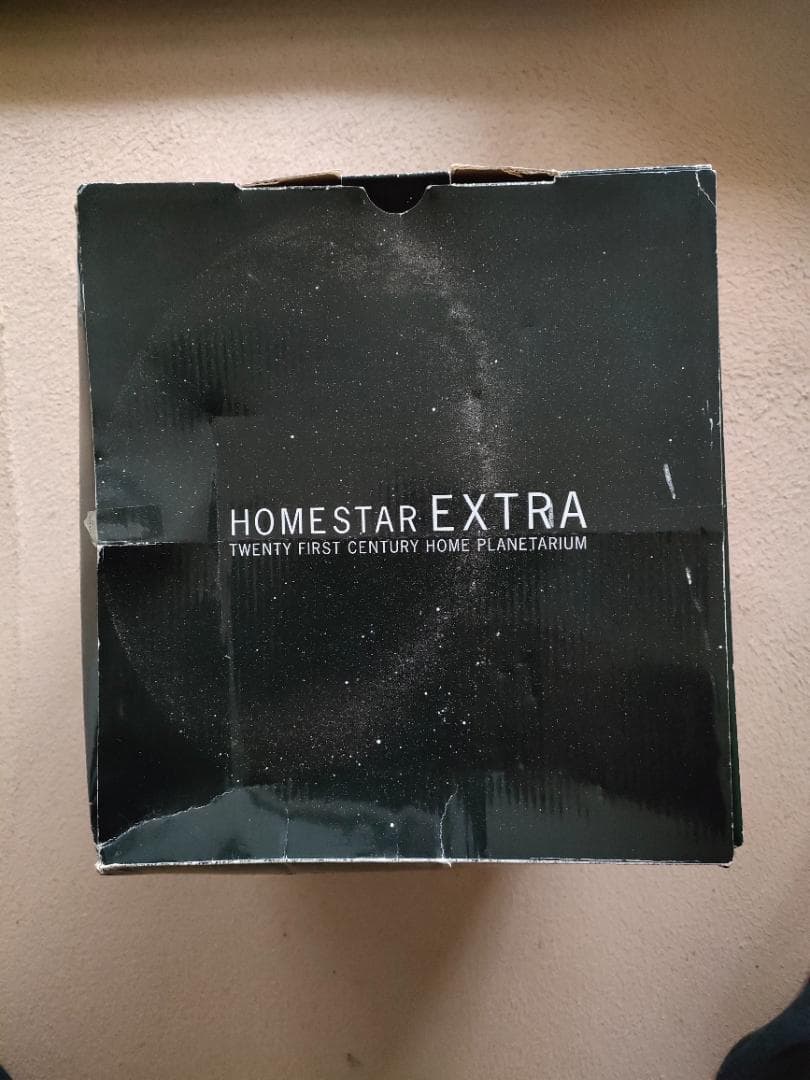 HOMESTAR EXTRA
TWENTY FIRST CENTURY HOME PLANETARIUM